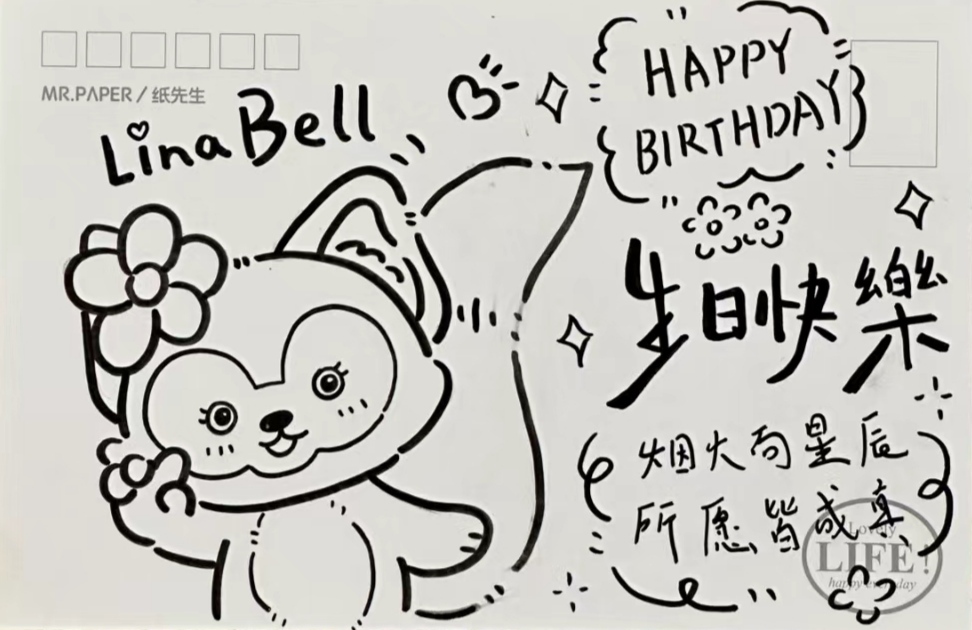 MR.PAPER / 纸先生
LinaBell
HAPPY
BIRTHDAY
生日快樂
烟火向星辰
所愿皆成真
Lovely
LIFE!
happy everyday